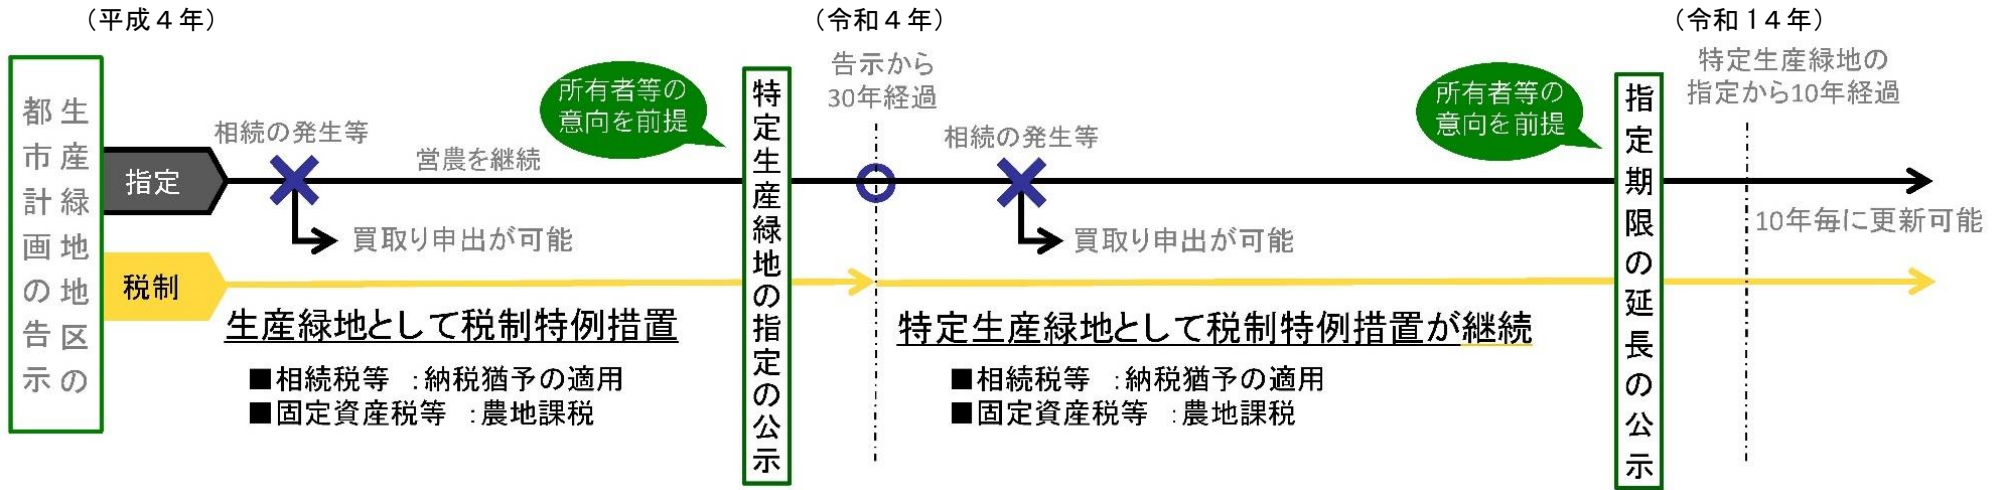 （平成４年）
（令和４年）
（令和１４年）
生産緑地地区の
都市計画の告示
指定
税制
相続の発生等
営農を継続
買取り申出が可能
所有者等の
意向を前提
特定生産緑地の指定の公示
告示から
30年経過
相続の発生等
買取り申出が可能
所有者等の
意向を前提
指定期限の延長の公示
特定生産緑地の
指定から10年経過
10年毎に更新可能
生産緑地として税制特例措置
■相続税等　：納税猶予の適用
■固定資産税等　：農地課税
特定生産緑地として税制特例措置が継続
■相続税等　：納税猶予の適用
■固定資産税等　：農地課税